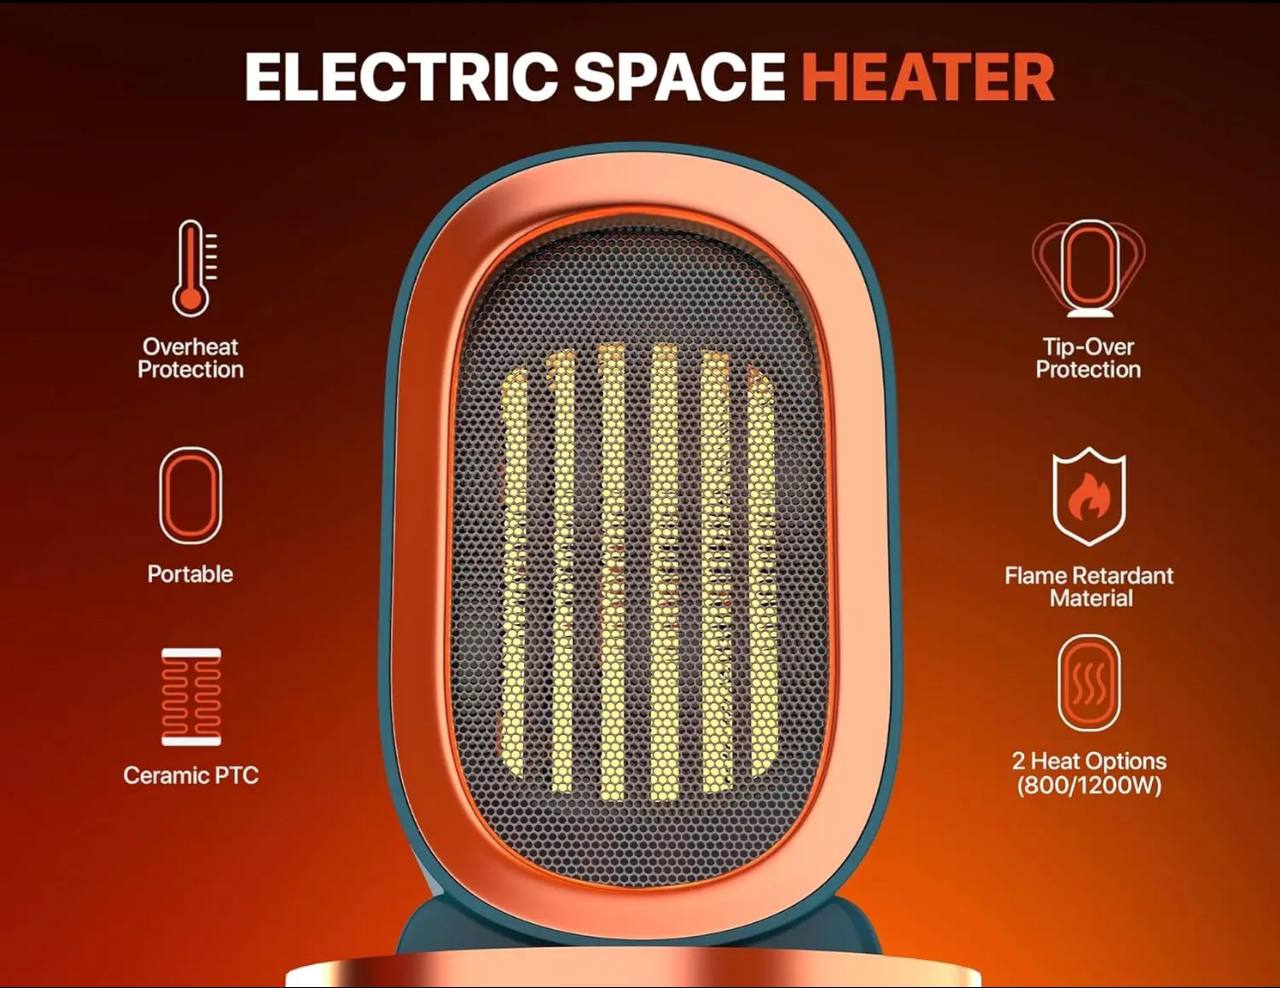 ELECTRIC SPACE HEATER
Overheat
Protection
Portable
Ceramic PTC
Tip-Over
Protection
Flame Retardant
Material
2 Heat Options
(800/1200W)